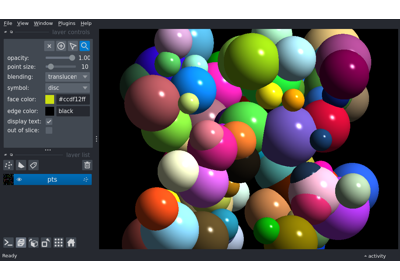 File View Window Plugins Help
layer controls
opacity: 1.00
point size: 10
blending: translucen
symbol: disc
face color: #ccdf12ff
edge color: black
display text: ✓
out of slice:
layer list
pts
Ready activity